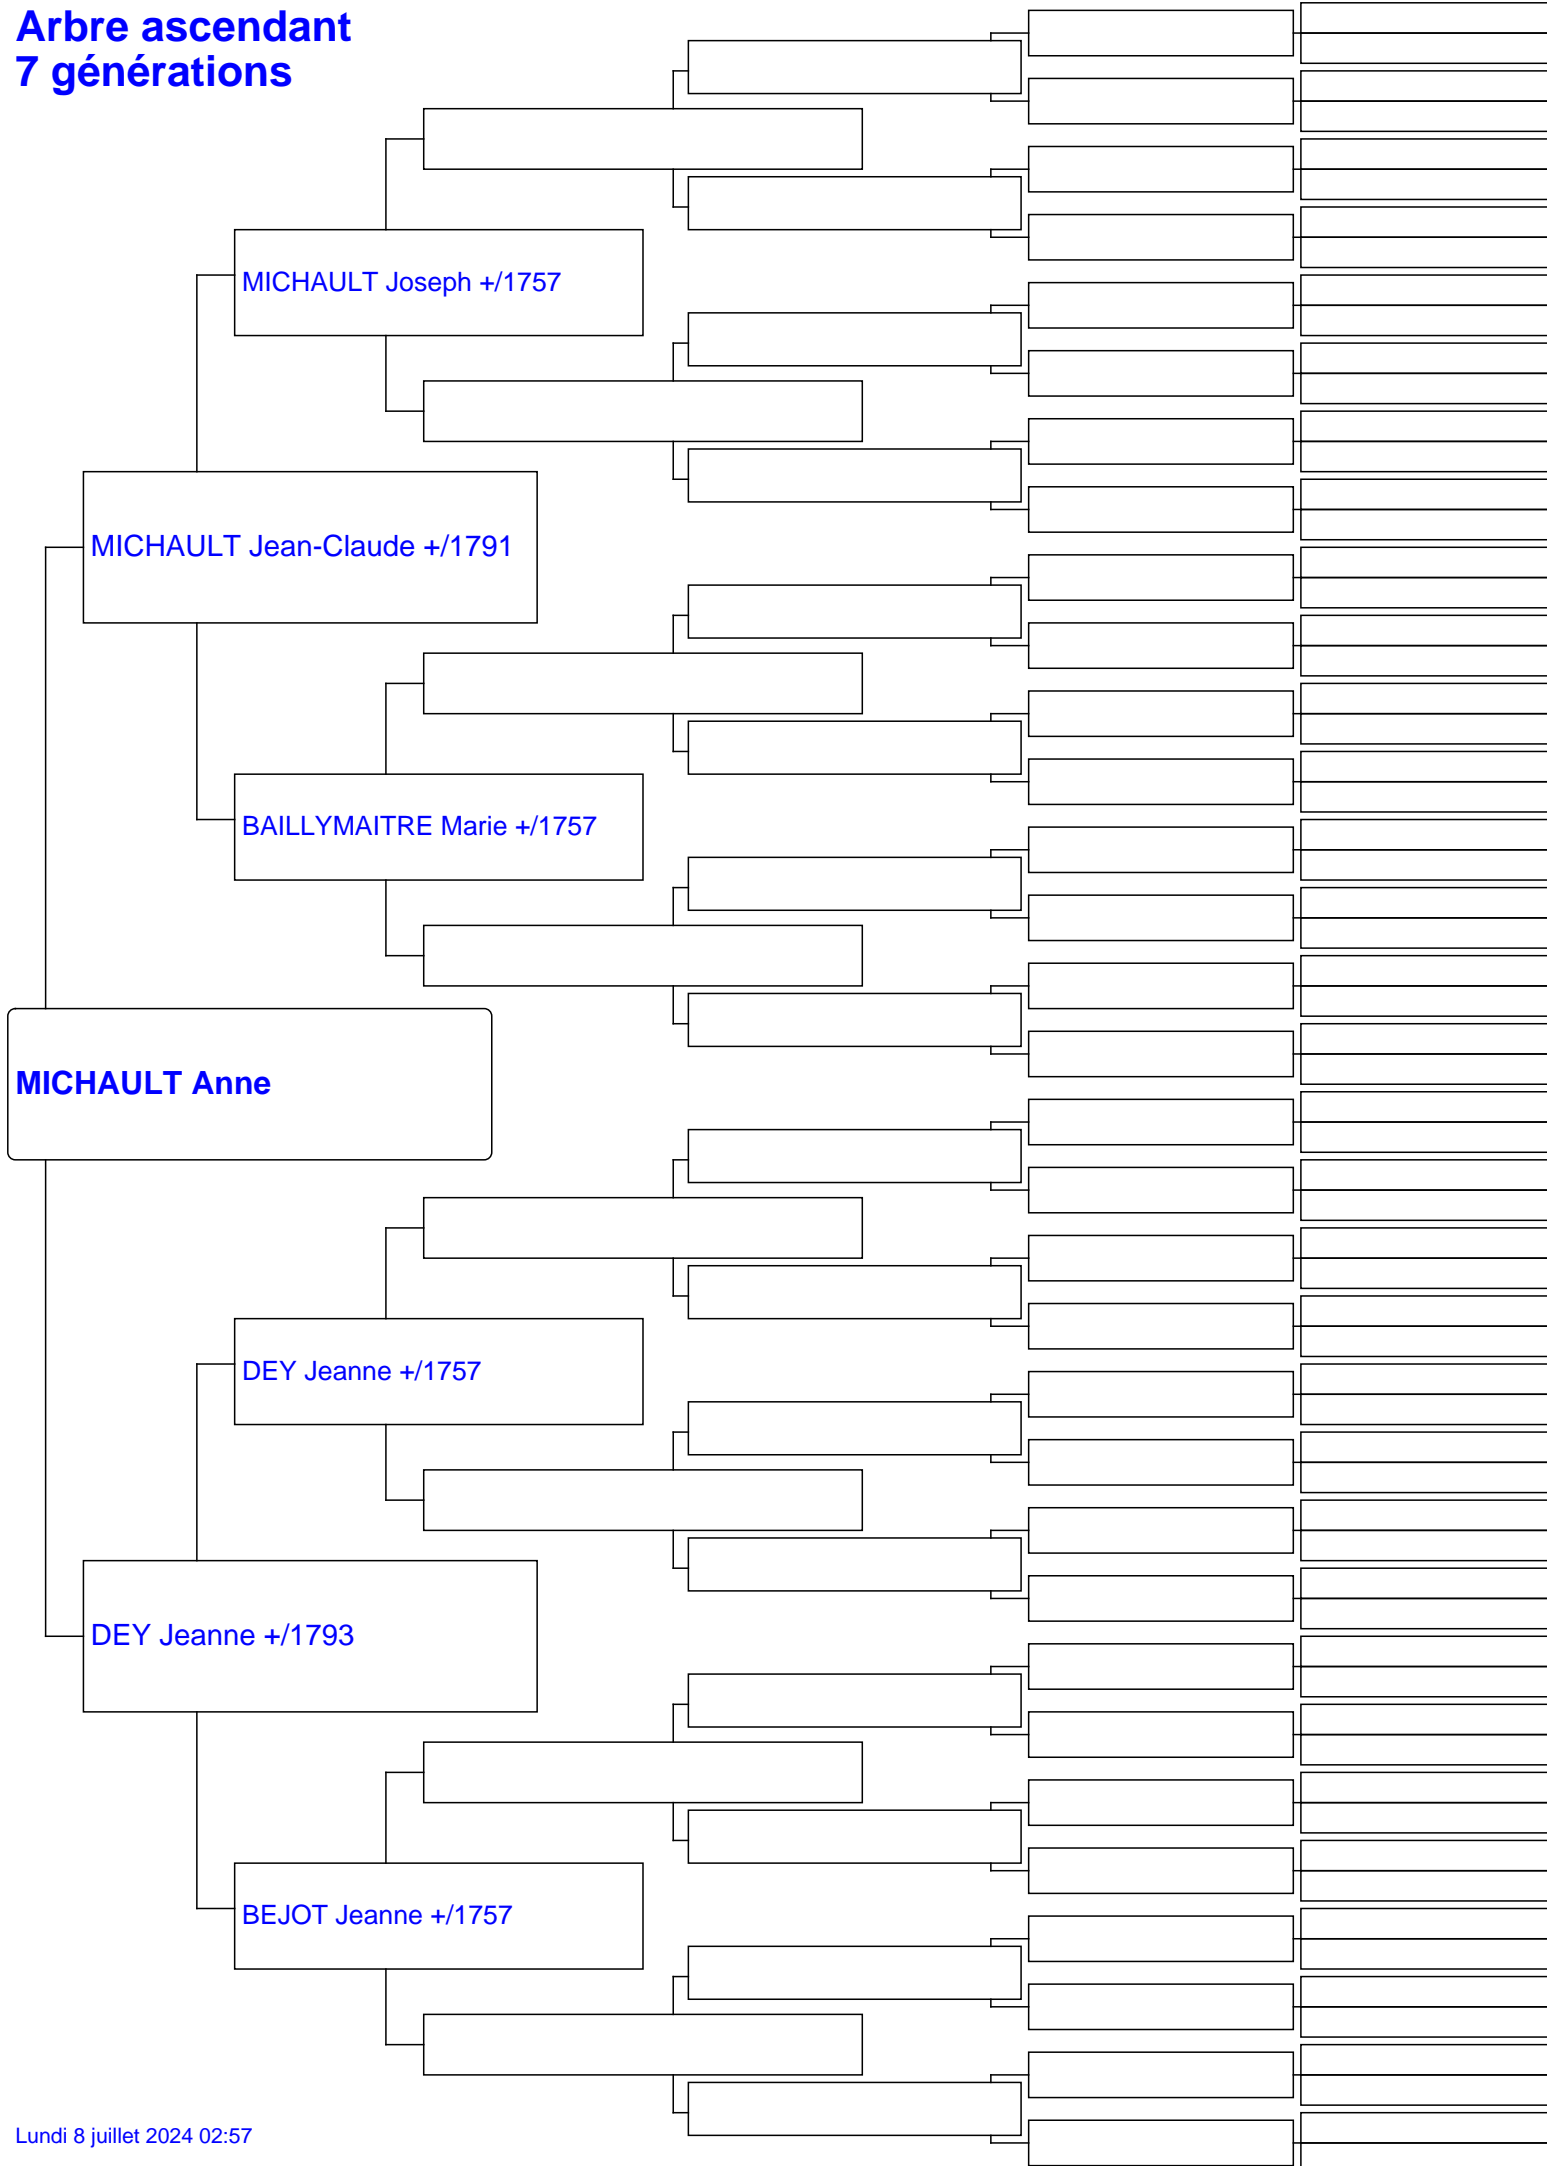 Arbre ascendant
7 générations
MICHAULT Joseph +/1757
MICHAULT Jean-Claude +/1791
BAILLYMAITRE Marie +/1757
MICHAULT Anne
DEY Jeanne +/1757
DEY Jeanne +/1793
BEJOT Jeanne +/1757
Lundi 8 juillet 2024 02:57